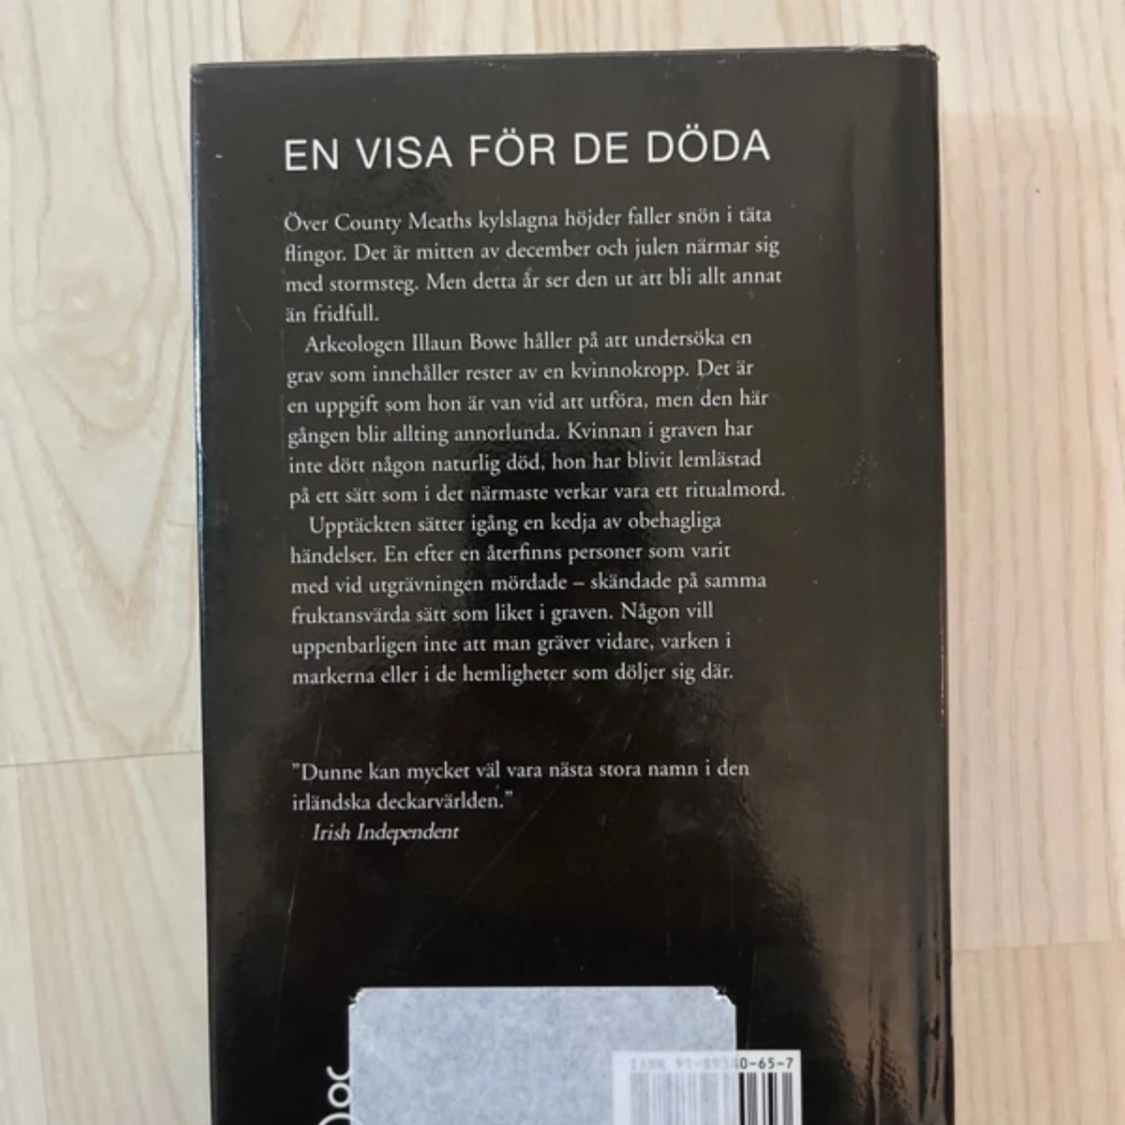 EN VISA FÖR DE DÖDA
Över County Meaths kylslagna höjder faller snön i täta
flingor. Det är mitten av december och julen närmar sig
med stormsteg. Men detta år ser den ut att bli allt annat
än fridfull.
Arkeologen Illaun Bowe håller på att undersöka en
grav som innehåller rester av en kvinnokropp. Det är
en uppgift som hon är van vid att utföra, men den här
gången blir allting annorlunda. Kvinnan i graven har
inte dött någon naturlig död, hon har blivit lemlästad
på ett sätt som i det närmaste verkar vara ett ritualmord.
Upptäckten sätter igång en kedja av obehagliga
händelser. En efter en återfinns personer som varit
med vid utgrävningen mördade – skändade på samma
fruktansvärda sätt som liket i graven. Någon vill
uppenbarligen inte att man gräver vidare, varken i
markerna eller i de hemligheter som döljer sig där.
"Dunne kan mycket väl vara nästa stora namn i den
irländska deckarvärlden."
Irish Independent
ISBN